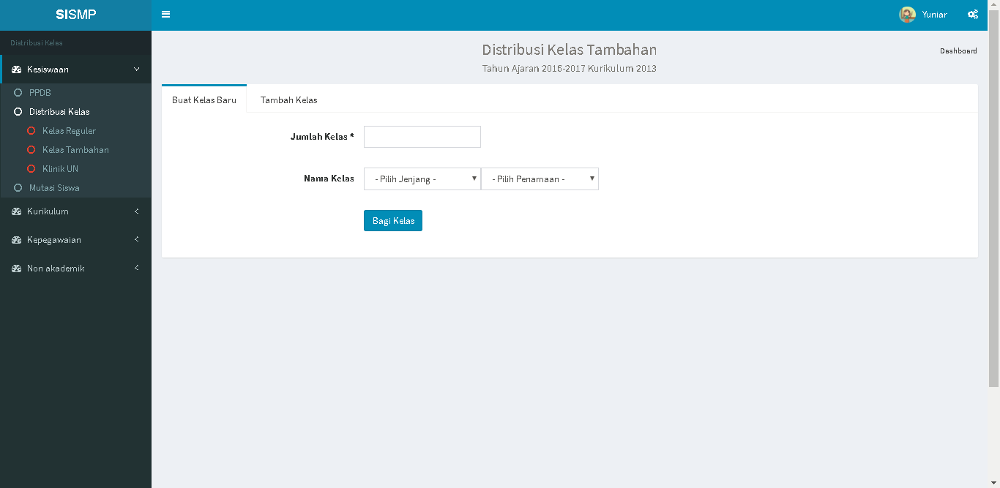 SISMP
Yuniar
Distribusi Kelas
Kesiswaan
PPDB
Distribusi Kelas
Kelas Reguler
Kelas Tambahan
Klinik UN
Mutasi Siswa
Kurikulum
Kepegawaian
Non akademik
Distribusi Kelas Tambahan
Tahun Ajaran 2016-2017 Kurikulum 2013
Dashboard
Buat Kelas Baru Tambah Kelas
Jumlah Kelas *
Nama Kelas - Pilih Jenjang - - Pilih Penamaan -
Bagi Kelas